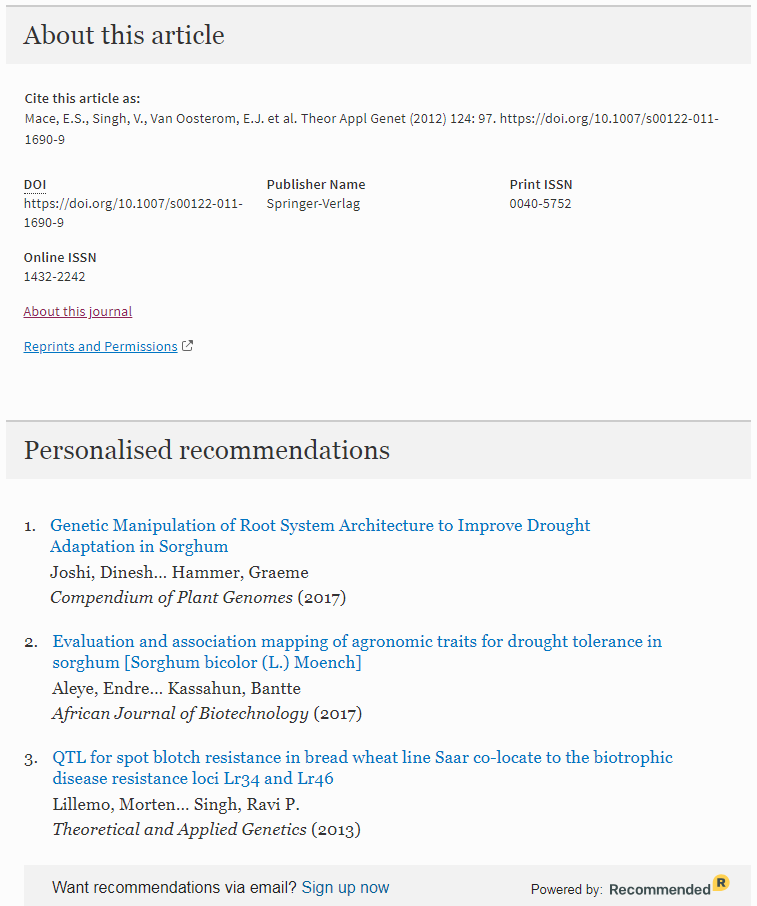 About this article
Cite this article as:
Mace, E.S., Singh, V., Van Oosterom, E.J. et al. Theor Appl Genet (2012) 124: 97. https://doi.org/10.1007/s00122-011-
1690-9
DOI
https://doi.org/10.1007/s00122-011-
1690-9
Publisher Name
Springer-Verlag
Print ISSN
0040-5752
Online ISSN
1432-2242
About this journal
Reprints and Permissions
Personalised recommendations
1. Genetic Manipulation of Root System Architecture to Improve Drought
Adaptation in Sorghum
Joshi, Dinesh... Hammer, Graeme
Compendium of Plant Genomes (2017)
2. Evaluation and association mapping of agronomic traits for drought tolerance in
sorghum [Sorghum bicolor (L.) Moench]
Aleye, Endre... Kassahun, Bantte
African Journal of Biotechnology (2017)
3. QTL for spot blotch resistance in bread wheat line Saar co-locate to the biotrophic
disease resistance loci Lr34 and Lr46
Lillemo, Morten... Singh, Ravi P.
Theoretical and Applied Genetics (2013)
Want recommendations via email? Sign up now
Powered by: Recommended R